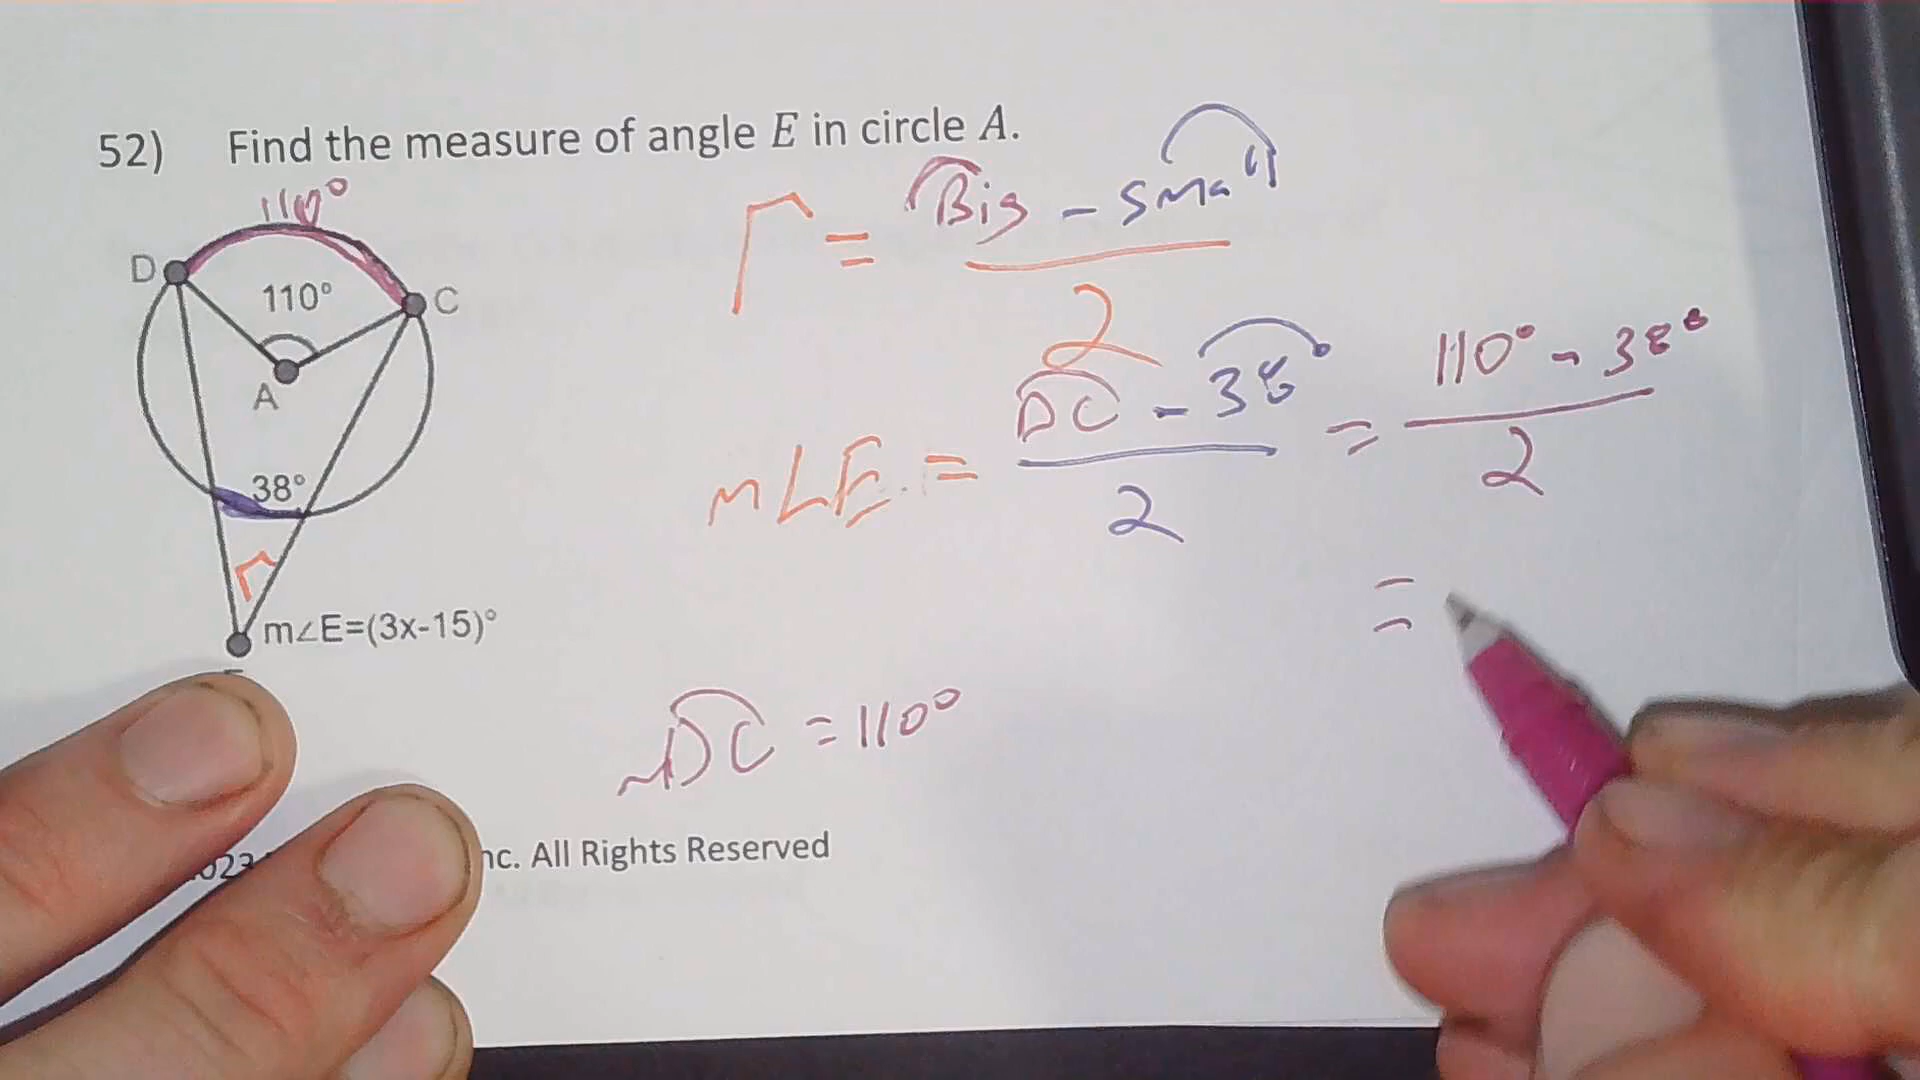 52) Find the measure of angle E in circle A.
110°
Big - Small
=
2
D
C
110°
A
38°
m∠E=(3x-15)°
m∠E = DC - 38° = 110° - 38°
2
2
=
mDC = 110°
nc. All Rights Reserved